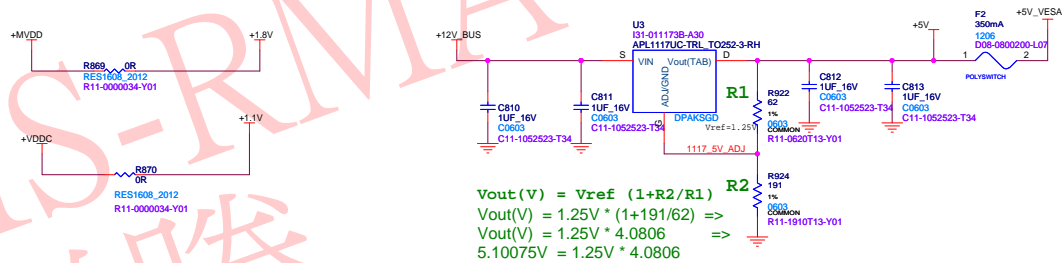 +MVDD
+1.8V
R869
0R
RES1608_2012
R11-0000034-Y01
+VDDC
+1.1V
R870
0R
RES1608_2012
R11-0000034-Y01
+12V_BUS
C810
1UF_16V
C0603
C11-1052523-T34
C811
1UF_16V
C0603
C11-1052523-T34
U3
I31-011173B-A30
APL1117UC-TRL_TO252-3-RH
S
VIN
Vout(TAB)
D
ADJ/GND
G
DPAKSGD
Vref=1.25V
1117_5V_ADJ
R1
R922
62
1%
0603
COMMON
R11-0620T13-Y01
R2
R924
191
1%
0603
COMMON
R11-1910T13-Y01
C812
1UF_16V
C0603
C11-1052523-T34
C813
1UF_16V
C0603
C11-1052523-T34
+5V
F2
350mA
1206
D08-0800200-L07
1
2
POLYSWITCH
+5V_VESA
Vout(V) = Vref (1+R2/R1)
Vout(V) = 1.25V * (1+191/62) =>
Vout(V) = 1.25V * 4.0806 =>
5.10075V = 1.25V * 4.0806
IS-RMA